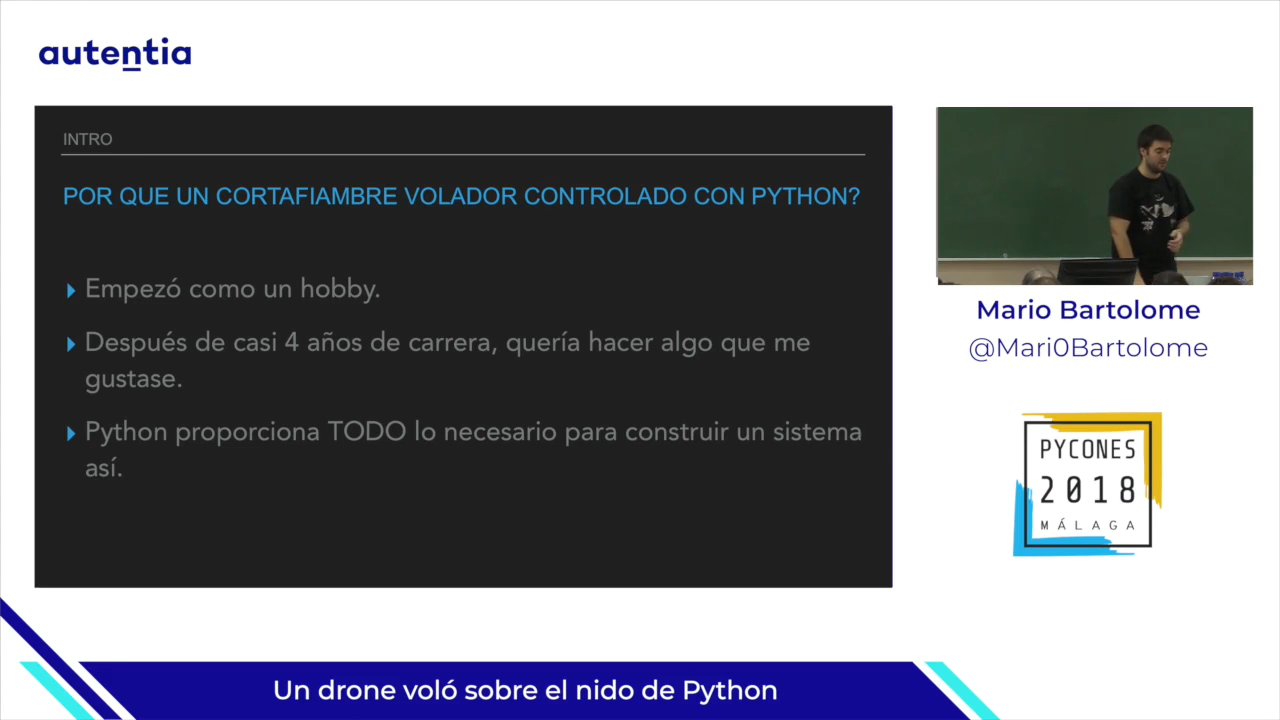 autentia
INTRO
POR QUE UN CORTAFIAMBRE VOLADOR CONTROLADO CON PYTHON?
Empezó como un hobby.
Después de casi 4 años de carrera, quería hacer algo que me
gustase.
Python proporciona TODO lo necesario para construir un sistema
así.
Mario Bartolome
@Mari0Bartolome
PYCONES
2018
MÁLAGA
Un drone voló sobre el nido de Python